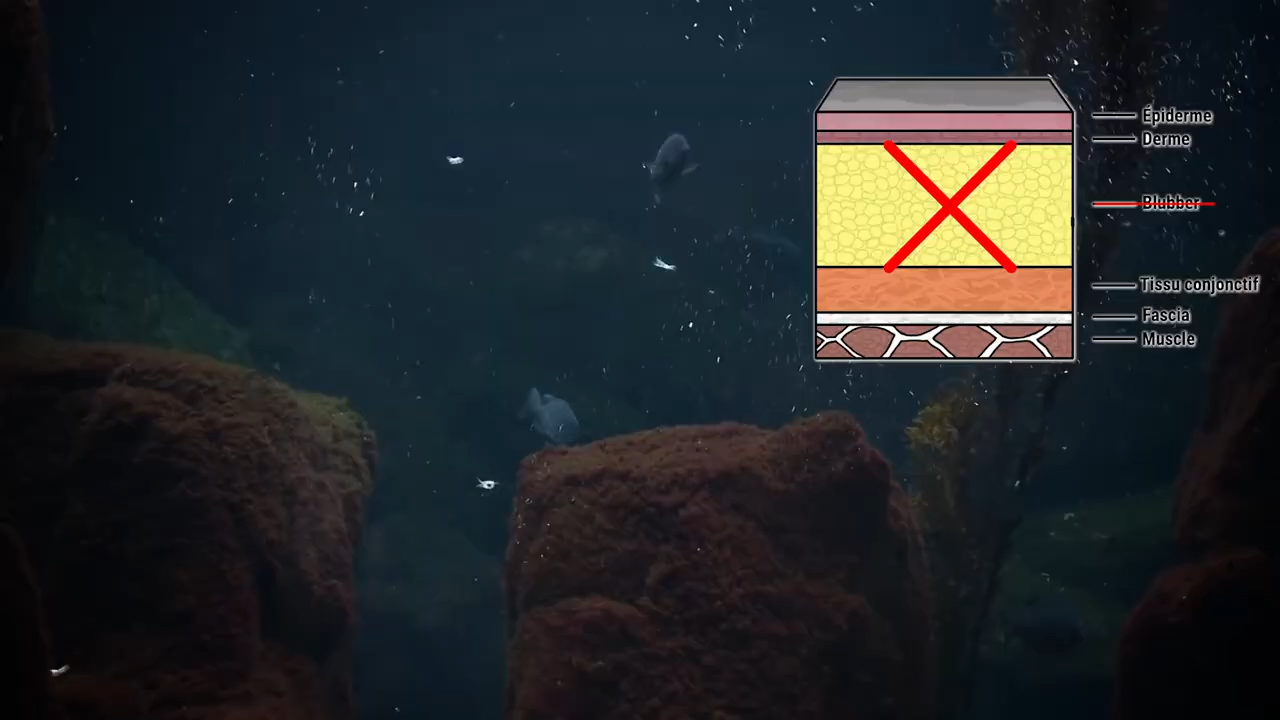 Épiderme
Derme
Blubber
Tissu conjonctif
Fascia
Muscle